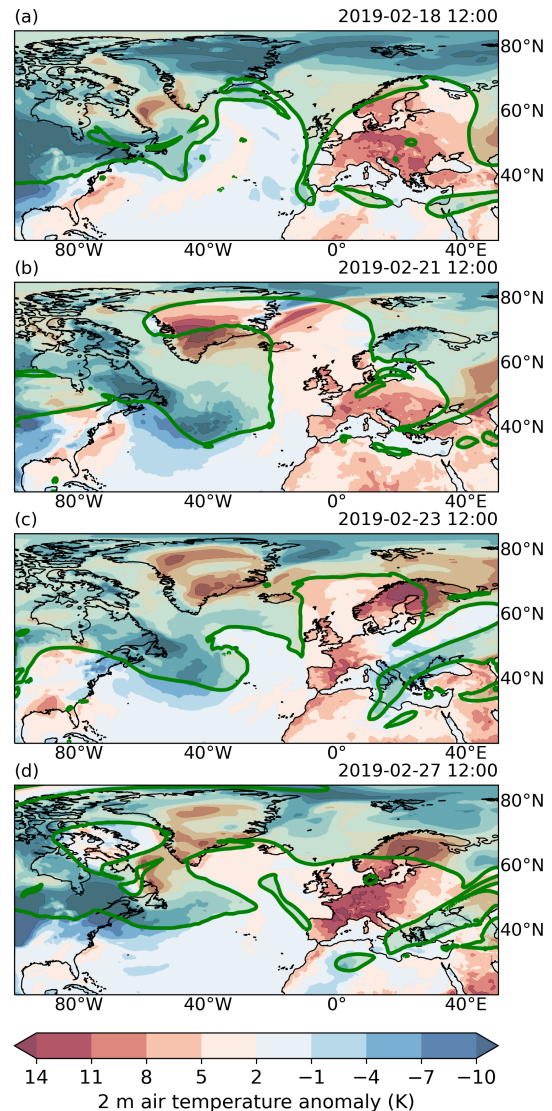 (a) 2019-02-18 12:00
80°N
60°N
40°N
80°W 40°W 0° 40°E
(b) 2019-02-21 12:00
80°N
60°N
40°N
80°W 40°W 0° 40°E
(c) 2019-02-23 12:00
80°N
60°N
40°N
80°W 40°W 0° 40°E
(d) 2019-02-27 12:00
80°N
60°N
40°N
80°W 40°W 0° 40°E
14 11 8 5 2 −1 −4 −7 −10
2 m air temperature anomaly (K)